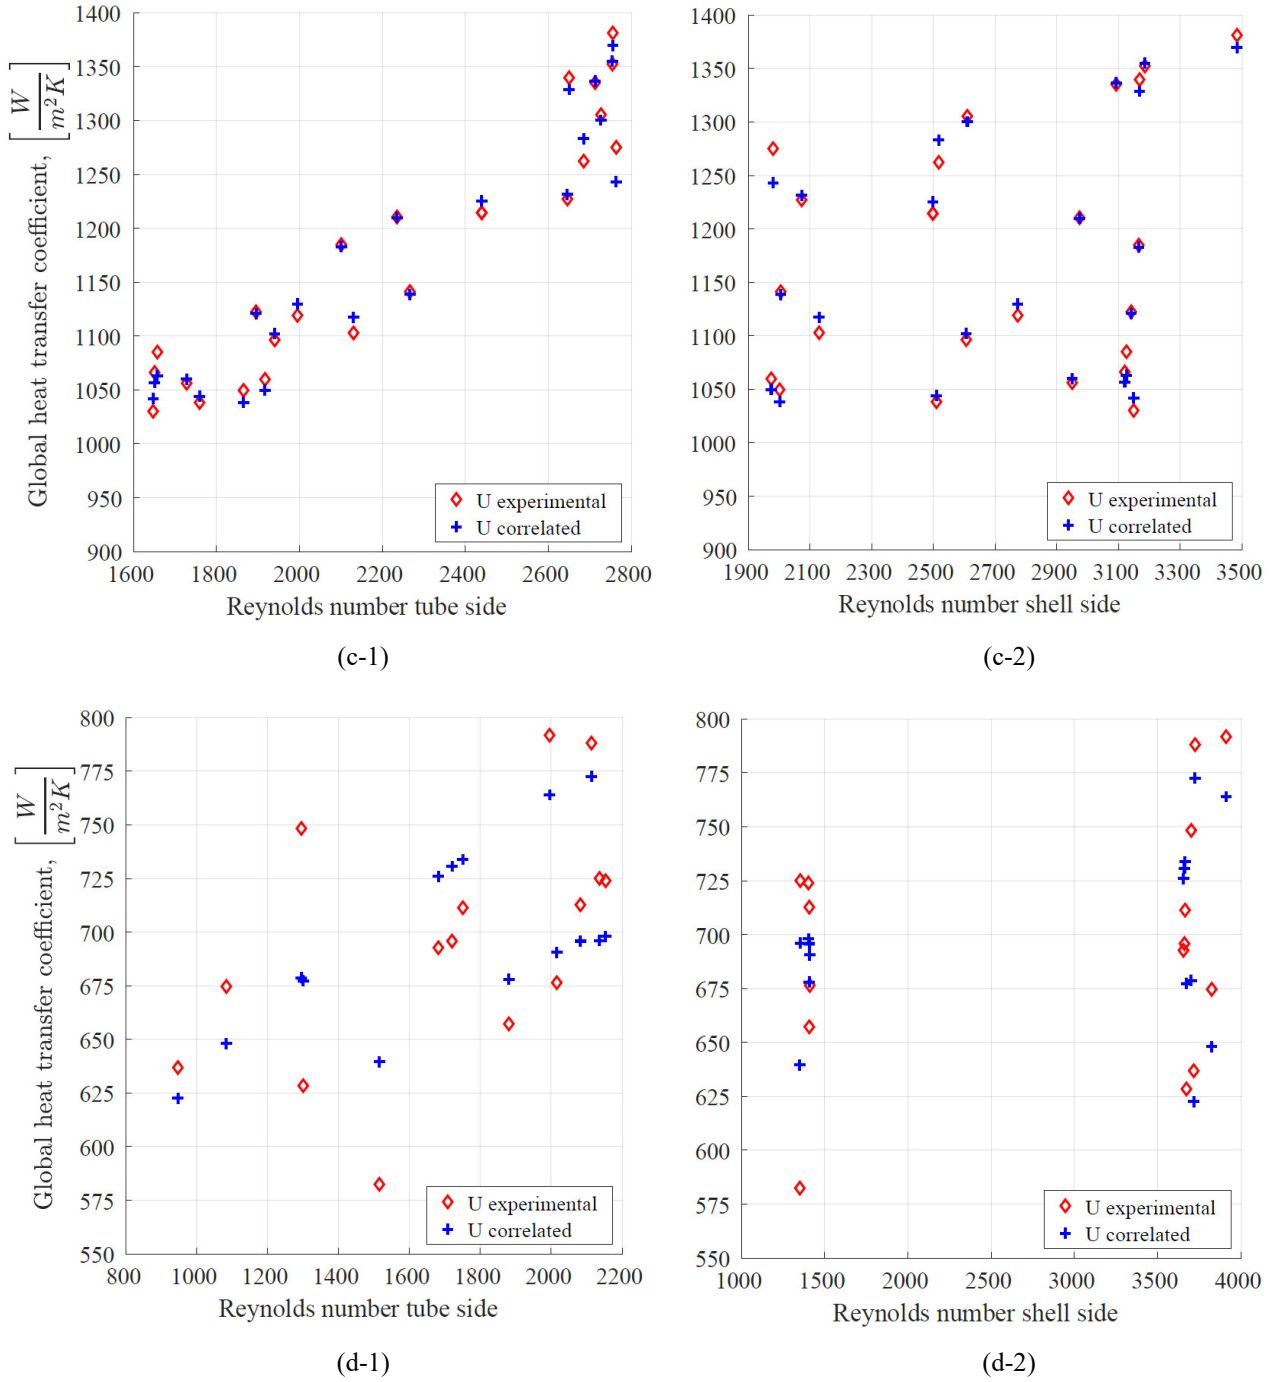 1400
1350
1300
1250
1200
1150
1100
1050
1000
950
900
Global heat transfer coefficient, [W/m²K]
1600 1800 2000 2200 2400 2600 2800
Reynolds number tube side
U experimental
U correlated
(c-1)
1400
1350
1300
1250
1200
1150
1100
1050
1000
950
900
1900 2100 2300 2500 2700 2900 3100 3300 3500
Reynolds number shell side
U experimental
U correlated
(c-2)
800
775
750
725
700
675
650
625
600
575
550
Global heat transfer coefficient, [W/m²K]
800 1000 1200 1400 1600 1800 2000 2200
Reynolds number tube side
U experimental
U correlated
(d-1)
800
775
750
725
700
675
650
625
600
575
550
1000 1500 2000 2500 3000 3500 4000
Reynolds number shell side
U experimental
U correlated
(d-2)